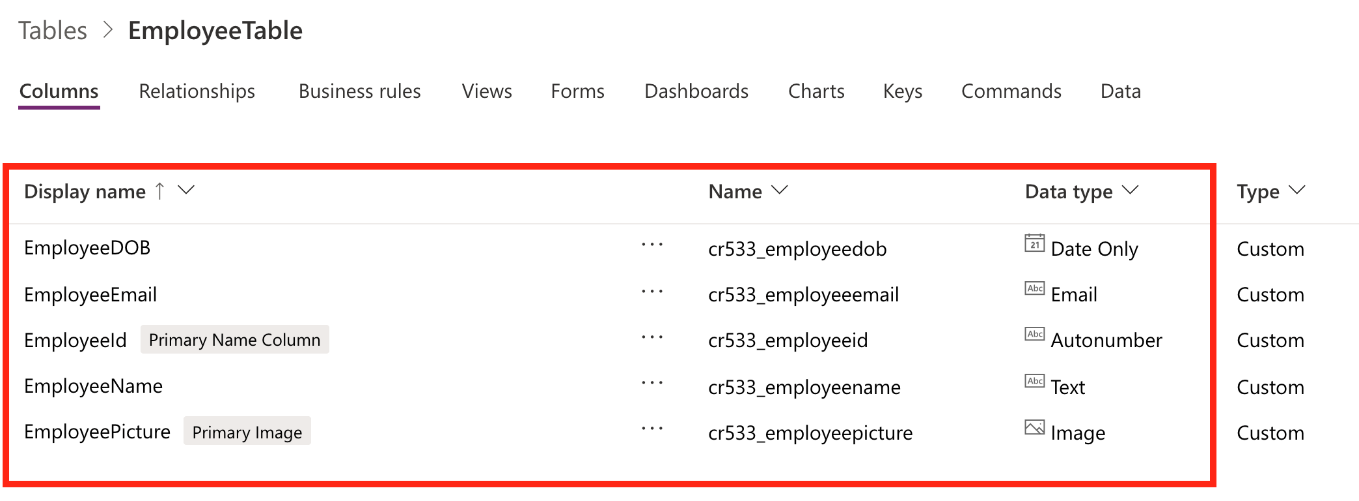 Tables > EmployeeTable
Columns Relationships Business rules Views Forms Dashboards Charts Keys Commands Data
Display name ↑ Name Data type Type
EmployeeDOB ... cr533_employeedob 21 Date Only Custom
EmployeeEmail ... cr533_employeeemail Abc Email Custom
EmployeeId Primary Name Column ... cr533_employeeid Abc Autonumber Custom
EmployeeName ... cr533_employeename Abc Text Custom
EmployeePicture Primary Image ... cr533_employeepicture Image Custom